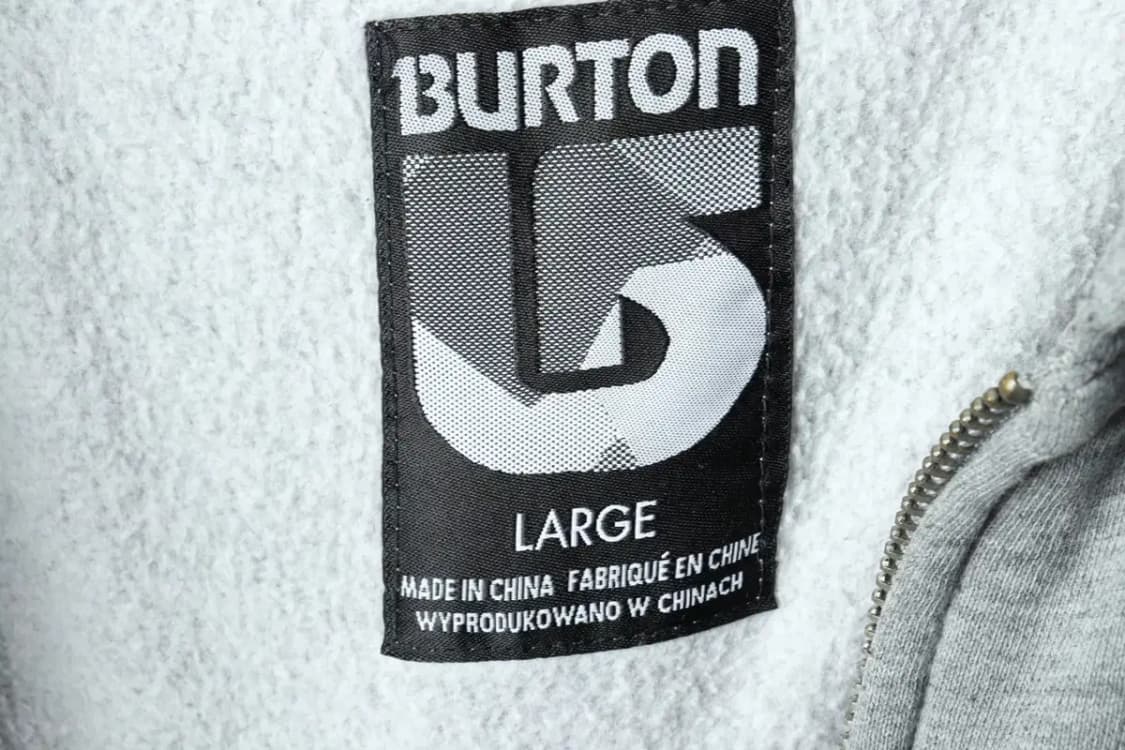 BURTON
LARGE
MADE IN CHINA FABRIQUÉ EN CHINE
WYPRODUKOWANO W CHINACH